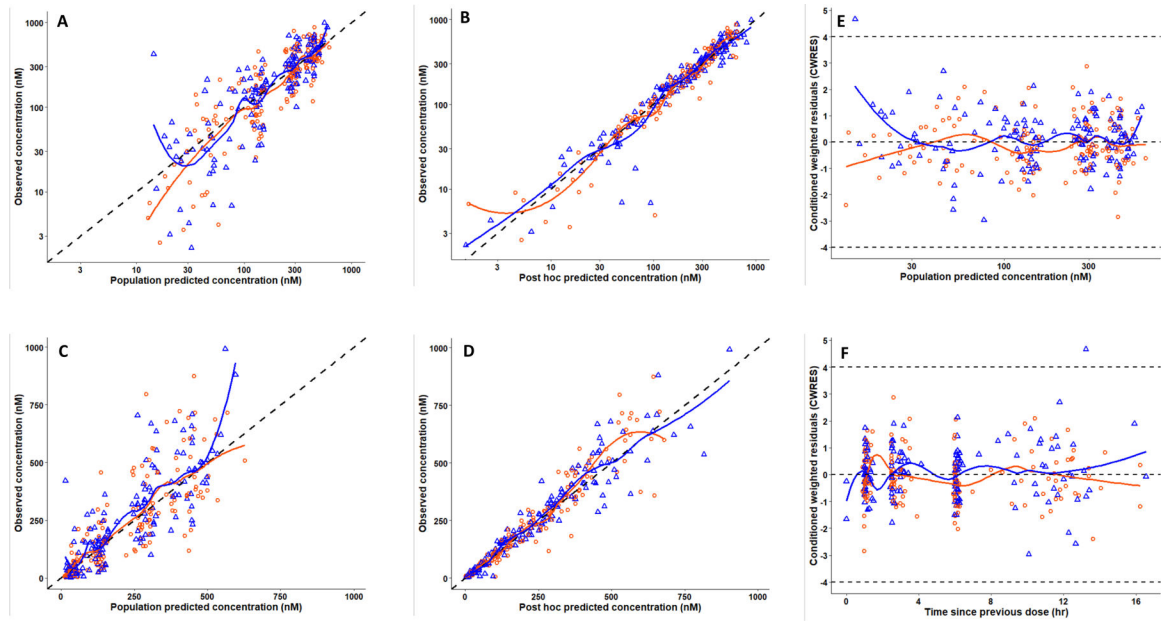 A
Observed concentration (nM)
1000
300
100
30
10
3
3 10 30 100 300 1000
Population predicted concentration (nM)
B
Observed concentration (nM)
1000
300
100
30
10
3
3 10 30 100 300 1000
Post hoc predicted concentration (nM)
E
Conditioned weighted residuals (CWRES)
5
4
3
2
1
0
-1
-2
-3
-4
30 100 300
Population predicted concentration (nM)
C
Observed concentration (nM)
1000
750
500
250
0
0 250 500 750 1000
Population predicted concentration (nM)
D
Observed concentration (nM)
1000
750
500
250
0
0 250 500 750 1000
Post hoc predicted concentration (nM)
F
Conditioned weighted residuals (CWRES)
5
4
3
2
1
0
-1
-2
-3
-4
0 4 8 12 16
Time since previous dose (hr)